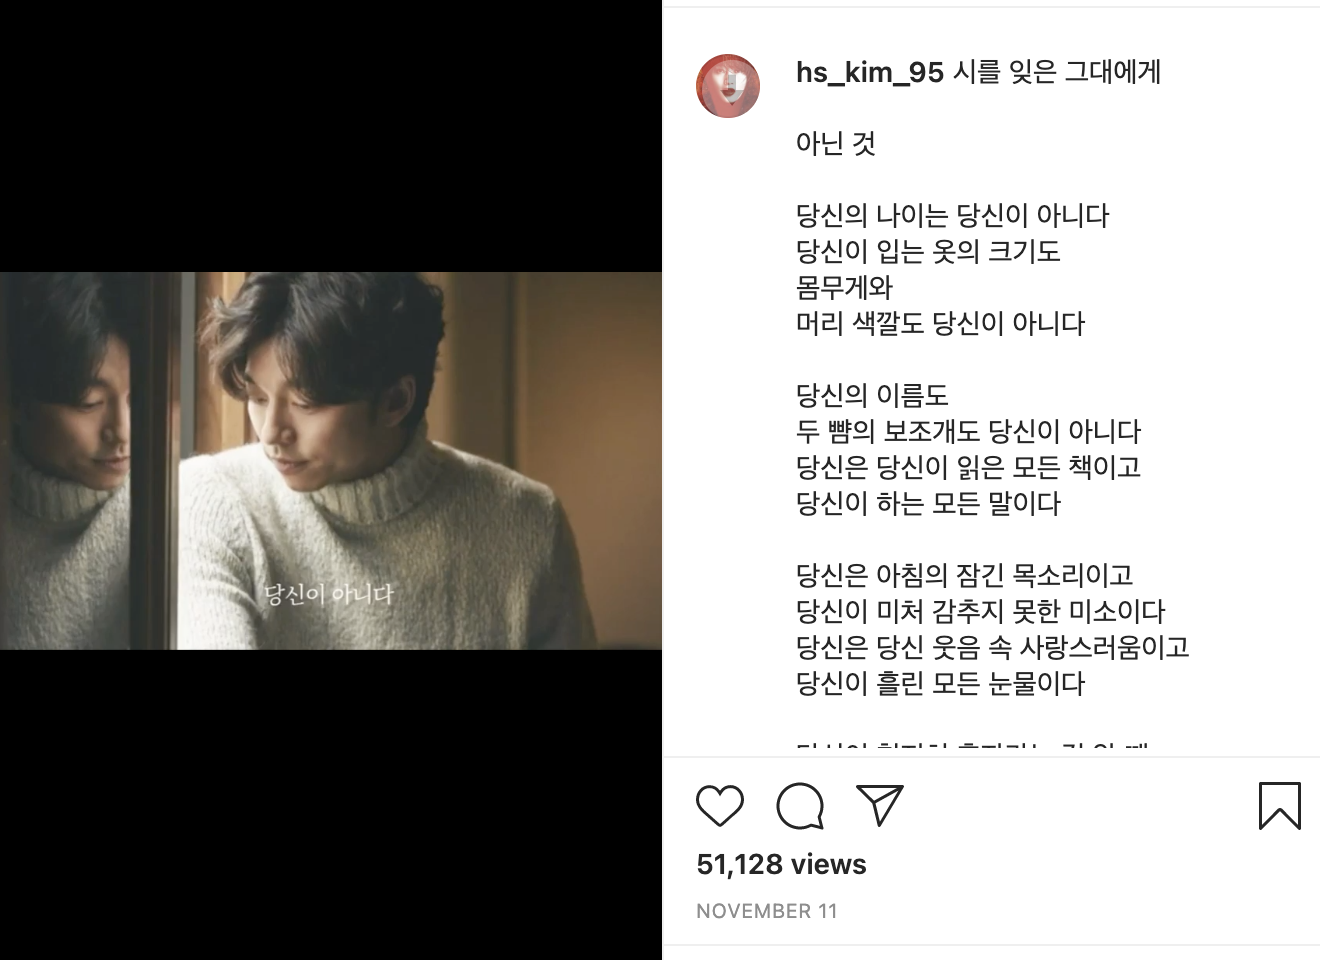 당신이 아니다
hs_kim_95 시를 잊은 그대에게
아닌 것
당신의 나이는 당신이 아니다
당신이 입는 옷의 크기도
몸무게와
머리 색깔도 당신이 아니다
당신의 이름도
두 뺨의 보조개도 당신이 아니다
당신은 당신이 읽은 모든 책이고
당신이 하는 모든 말이다
당신은 아침의 잠긴 목소리이고
당신이 미처 감추지 못한 미소이다
당신은 당신 웃음 속 사랑스러움이고
당신이 흘린 모든 눈물이다
51,128 views
NOVEMBER 11